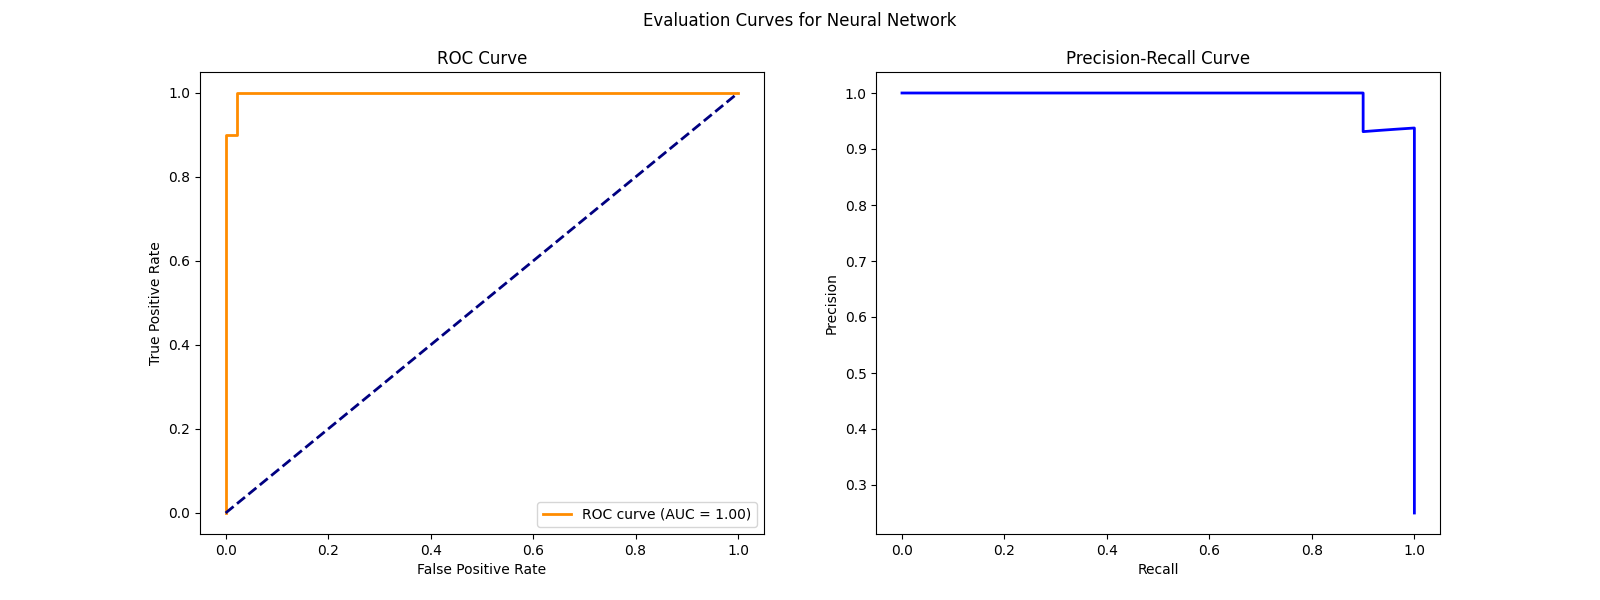 Evaluation Curves for Neural Network
ROC Curve
1.0
0.8
0.6
0.4
0.2
0.0
True Positive Rate
ROC curve (AUC = 1.00)
0.0 0.2 0.4 0.6 0.8 1.0
False Positive Rate
Precision-Recall Curve
1.0
0.9
0.8
0.7
0.6
0.5
0.4
0.3
Precision
0.0 0.2 0.4 0.6 0.8 1.0
Recall